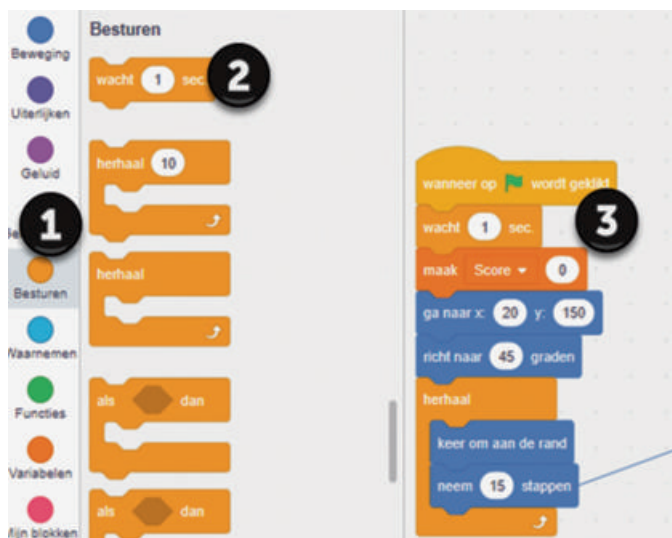 Beweging
Uiterlijken
Geluid
1
Besturen
Waarnemen
Functies
Variabelen
Mijn blokken
Besturen
wacht 1 sec
2
herhaal 10
herhaal
als dan
als dan
wanneer op wordt geklikt
3
wacht 1 sec.
maak Score 0
ga naar x: 20 y: 150
richt naar 45 graden
herhaal
keer om aan de rand
neem 15 stappen